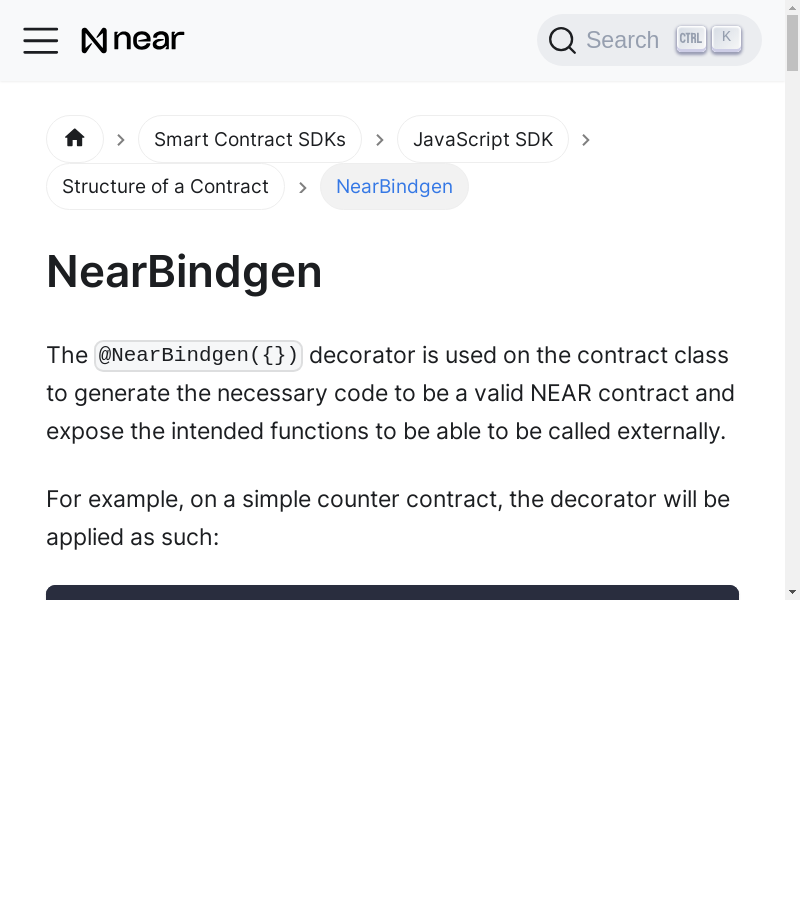 near
Search CTRL K
Smart Contract SDKs
JavaScript SDK
Structure of a Contract
NearBindgen
NearBindgen
The @NearBindgen({}) decorator is used on the contract class
to generate the necessary code to be a valid NEAR contract and
expose the intended functions to be able to be called externally.
For example, on a simple counter contract, the decorator will be
applied as such: